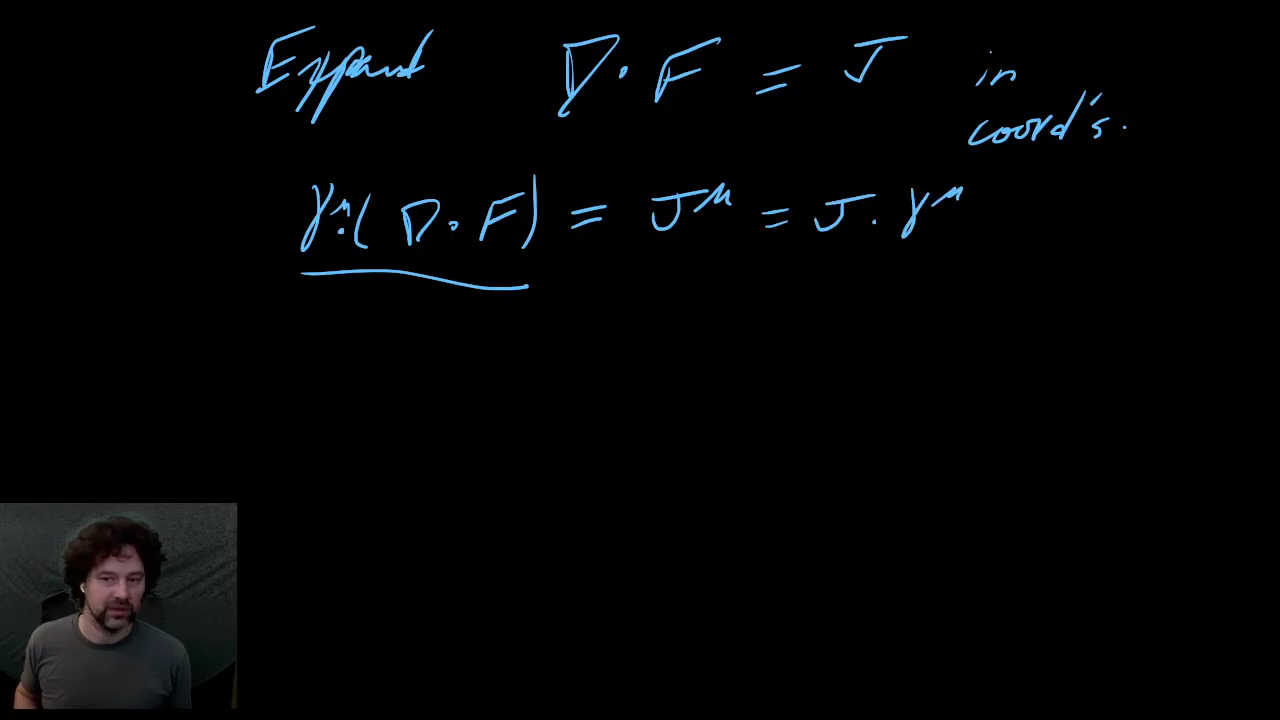 Expand ∇ · F = J in
coord's.
γ^μ · ( ∇ · F ) = J^μ = J · γ^μ